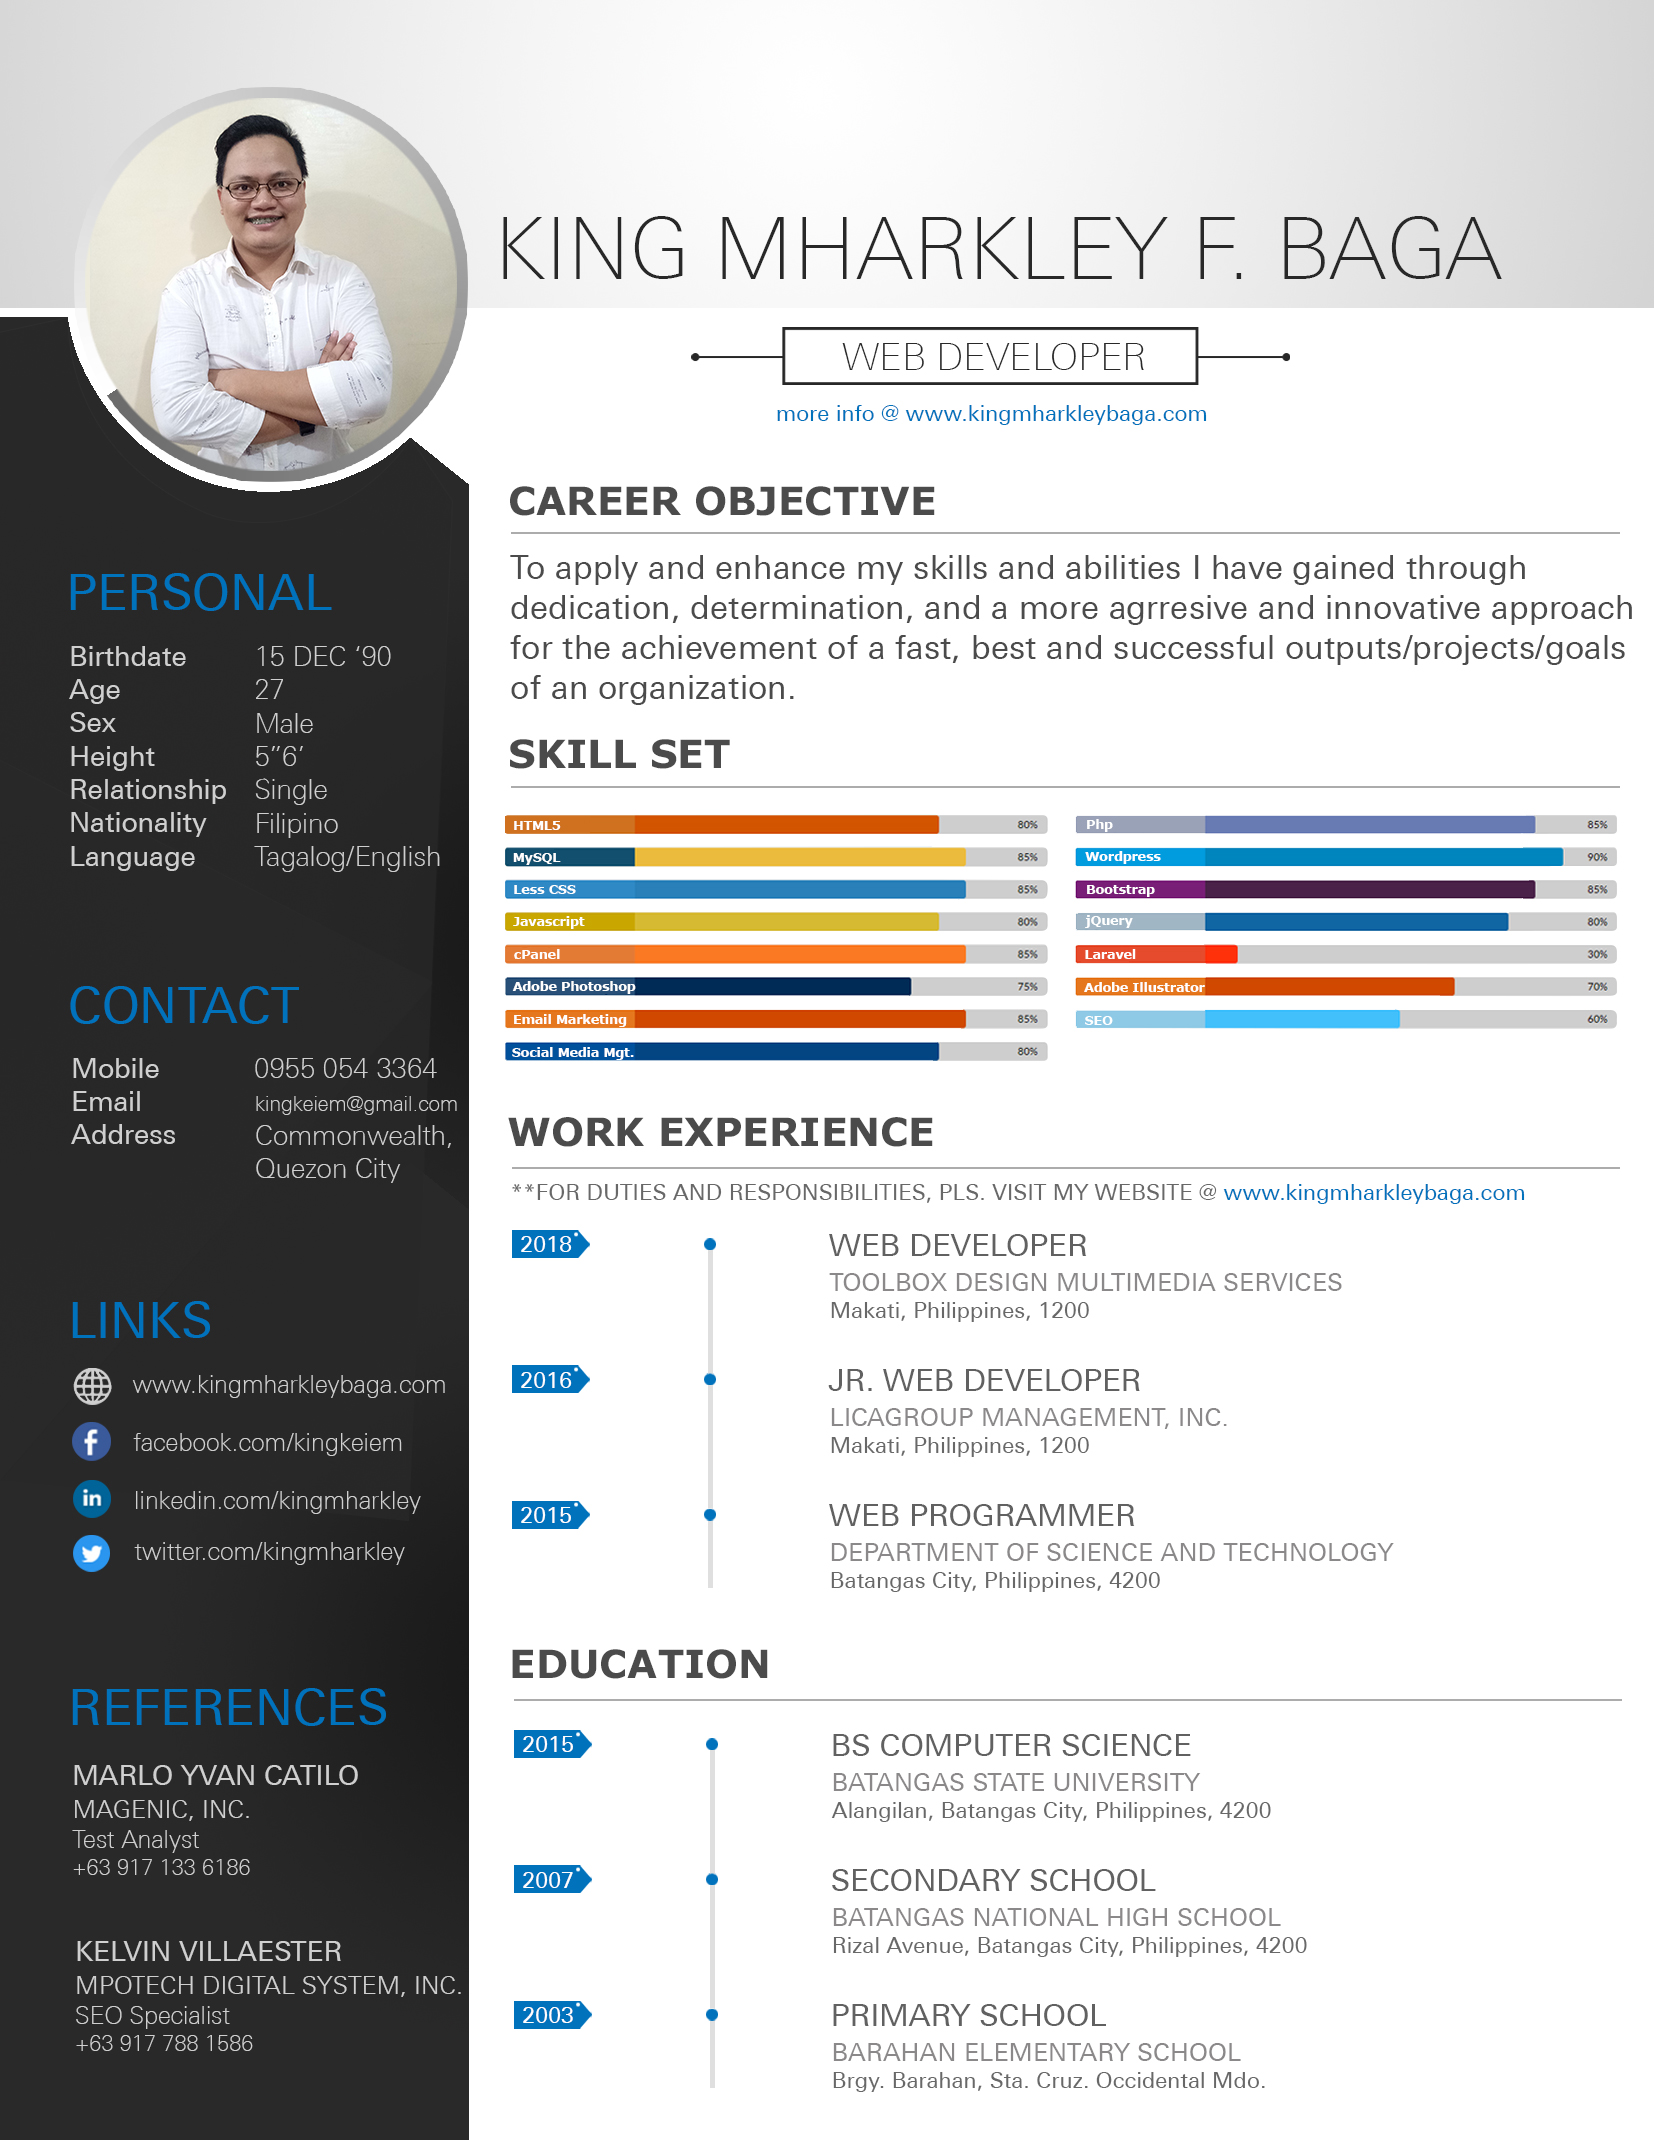 KING MHARKLEY F. BAGA
WEB DEVELOPER
more info @ www.kingmharkleybaga.com
PERSONAL
Birthdate 15 DEC ‘90
Age 27
Sex Male
Height 5”6’
Relationship Single
Nationality Filipino
Language Tagalog/English
CONTACT
Mobile 0955 054 3364
Email kingkeiem@gmail.com
Address Commonwealth,
Quezon City
LINKS
www.kingmharkleybaga.com
facebook.com/kingkeiem
linkedin.com/kingmharkley
twitter.com/kingmharkley
REFERENCES
MARLO YVAN CATILO
MAGENIC, INC.
Test Analyst
+63 917 133 6186
KELVIN VILLAESTER
MPOTECH DIGITAL SYSTEM, INC.
SEO Specialist
+63 917 788 1586
CAREER OBJECTIVE
To apply and enhance my skills and abilities I have gained through
dedication, determination, and a more agrresive and innovative approach
for the achievement of a fast, best and successful outputs/projects/goals
of an organization.
SKILL SET
HTML5 80%
MySQL 85%
Less CSS 85%
Javascript 80%
cPanel 85%
Adobe Photoshop 75%
Email Marketing 85%
Social Media Mgt. 80%
Php 85%
Wordpress 90%
Bootstrap 85%
jQuery 80%
Laravel 30%
Adobe Illustrator 70%
SEO 60%
WORK EXPERIENCE
**FOR DUTIES AND RESPONSIBILITIES, PLS. VISIT MY WEBSITE @ www.kingmharkleybaga.com
2018 WEB DEVELOPER
TOOLBOX DESIGN MULTIMEDIA SERVICES
Makati, Philippines, 1200
2016 JR. WEB DEVELOPER
LICAGROUP MANAGEMENT, INC.
Makati, Philippines, 1200
2015 WEB PROGRAMMER
DEPARTMENT OF SCIENCE AND TECHNOLOGY
Batangas City, Philippines, 4200
EDUCATION
2015 BS COMPUTER SCIENCE
BATANGAS STATE UNIVERSITY
Alangilan, Batangas City, Philippines, 4200
2007 SECONDARY SCHOOL
BATANGAS NATIONAL HIGH SCHOOL
Rizal Avenue, Batangas City, Philippines, 4200
2003 PRIMARY SCHOOL
BARAHAN ELEMENTARY SCHOOL
Brgy. Barahan, Sta. Cruz. Occidental Mdo.